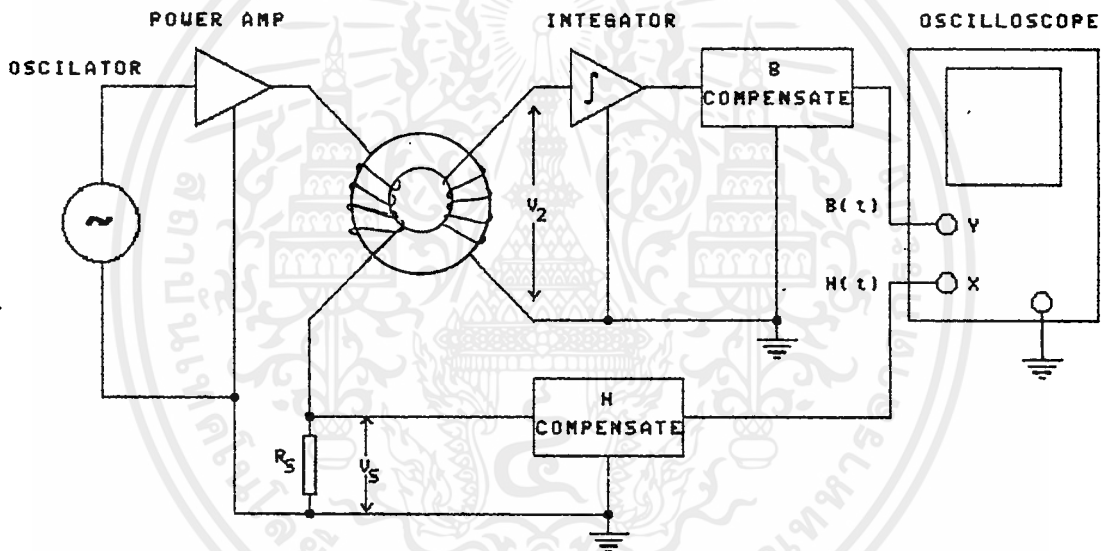 POWER AMP
INTEGATOR
OSCILLOSCOPE
OSCILATOR
∫
B
COMPENSATE
V2
B(t)
Y
H(t)
X
~
H
COMPENSATE
RS
VS